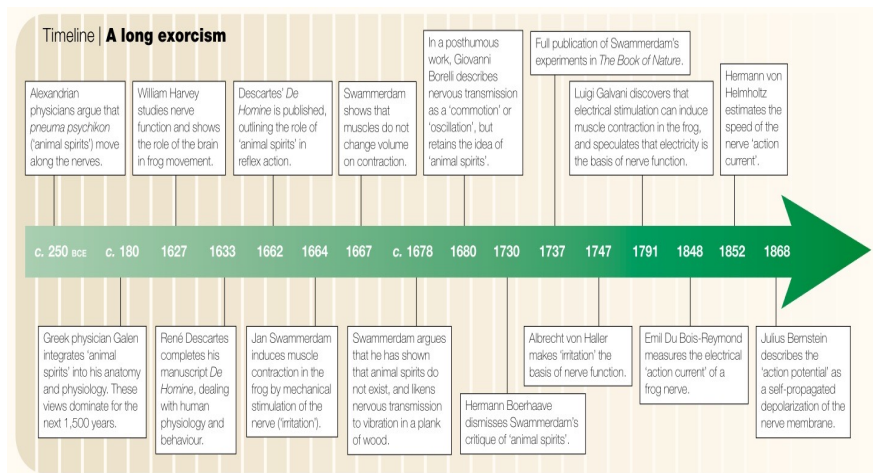 Timeline | A long exorcism
Alexandrian
physicians argue that
pneuma psychikon
('animal spirits') move
along the nerves.
William Harvey
studies nerve
function and shows
the role of the brain
in frog movement.
Descartes' De
Homine is published,
outlining the role of
'animal spirits' in
reflex action.
Swammerdam
shows that
muscles do not
change volume
on contraction.
In a posthumous
work, Giovanni
Borelli describes
nervous transmission
as a 'commotion' or
'oscillation', but
retains the idea of
'animal spirits'.
Full publication of Swammerdam's
experiments in The Book of Nature.
Luigi Galvani discovers that
electrical stimulation can induce
muscle contraction in the frog,
and speculates that electricity is
the basis of nerve function.
Hermann von
Helmholtz
estimates the
speed of the
nerve 'action
current'.
c. 250 BCE c. 180 1627 1633 1662 1664 1667 c. 1678 1680 1730 1737 1747 1791 1848 1852 1868
Greek physician Galen
integrates 'animal
spirits' into his anatomy
and physiology. These
views dominate for the
next 1,500 years.
René Descartes
completes his
manuscript De
Homine, dealing
with human
physiology and
behaviour.
Jan Swammerdam
induces muscle
contraction in the
frog by mechanical
stimulation of the
nerve ('irritation').
Swammerdam argues
that he has shown
that animal spirits do
not exist, and likens
nervous transmission
to vibration in a plank
of wood.
Hermann Boerhaave
dismisses Swammerdam's
critique of 'animal spirits'.
Albrecht von Haller
makes 'irritation' the
basis of nerve function.
Emil Du Bois-Reymond
measures the electrical
'action current' of a
frog nerve.
Julius Bernstein
describes the
'action potential' as
a self-propagated
depolarization of the
nerve membrane.